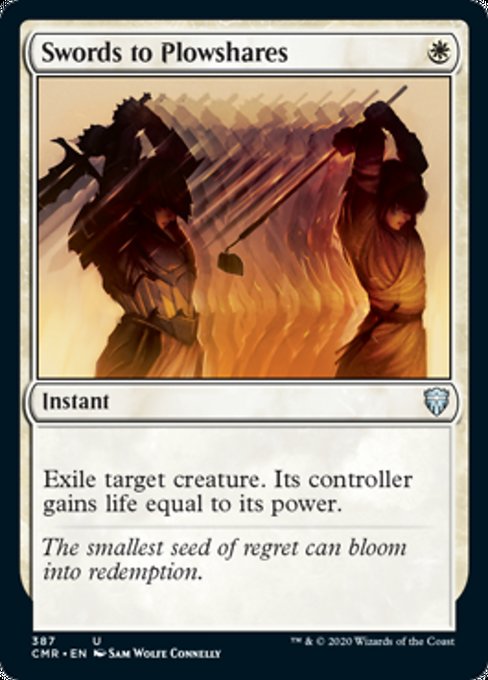 Swords to Plowshares
Instant
Exile target creature. Its controller
gains life equal to its power.
The smallest seed of regret can bloom
into redemption.
387 U
CMR • EN SAM WOLFE CONNELLY
™ & © 2020 Wizards of the Coast